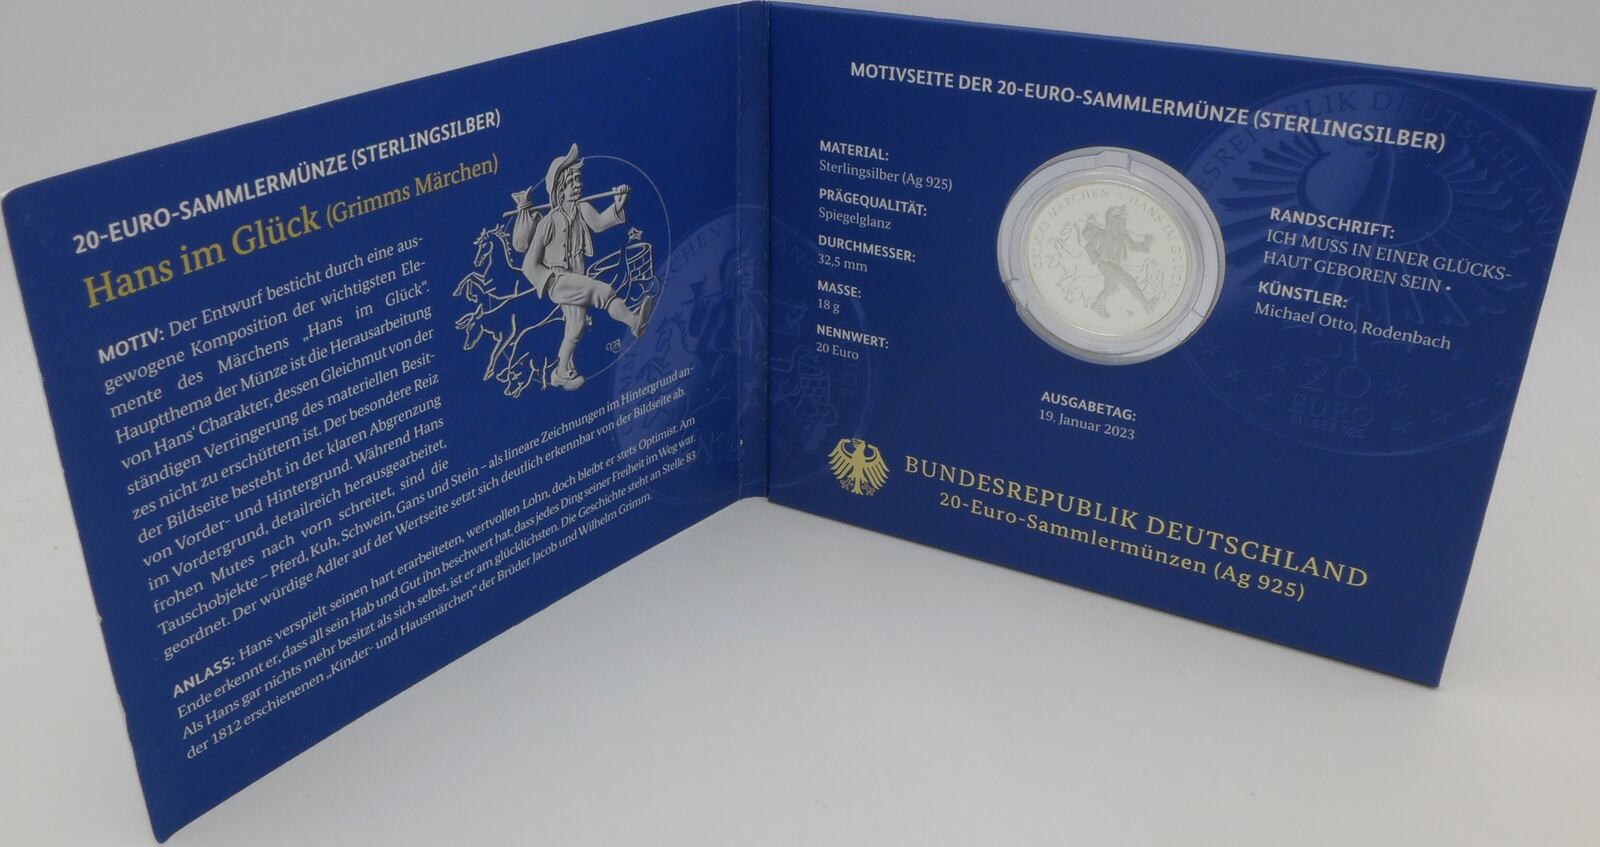 20-EURO-SAMMLERMÜNZE (STERLINGSILBER)
Hans im Glück (Grimms Märchen)
MOTIV: Der Entwurf besticht durch eine aus-
gewogene Komposition der wichtigsten Ele-
mente des Märchens „Hans im Glück“.
Hauptthema der Münze ist die Herausarbeitung
von Hans‘ Charakter, dessen Gleichmut von der
ständigen Verringerung des materiellen Besit-
zes nicht zu erschüttern ist. Der besondere Reiz
der Bildseite besteht in der klaren Abgrenzung
von Vorder- und Hintergrund. Während Hans
im Vordergrund, detailreich herausgearbeitet,
frohen Mutes nach vorn schreitet, sind die
Tauschobjekte – Pferd, Kuh, Schwein, Gans und Stein – als lineare Zeichnungen im Hintergrund an-
geordnet. Der würdige Adler auf der Wertseite setzt sich deutlich erkennbar von der Bildseite ab.
ANLASS: Hans verspielt seinen hart erarbeiteten, wertvollen Lohn, doch bleibt er stets Optimist. Am
Ende erkennt er, dass all sein Hab und Gut ihn beschwert hat, dass jedes Ding seiner Freiheit im Weg war.
Als Hans gar nichts mehr besitzt als sich selbst, ist er am glücklichsten. Die Geschichte steht an Stelle 83
der 1812 erschienenen „Kinder- und Hausmärchen“ der Brüder Jacob und Wilhelm Grimm.
MOTIVSEITE DER 20-EURO-SAMMLERMÜNZE (STERLINGSILBER)
MATERIAL:
Sterlingsilber (Ag 925)
PRÄGEQUALITÄT:
Spiegelglanz
DURCHMESSER:
32,5 mm
MASSE:
18 g
NENNWERT:
20 Euro
GRIMMS MÄRCHEN HANS IM GLÜCK
RANDSCHRIFT:
ICH MUSS IN EINER GLÜCKS-
HAUT GEBOREN SEIN •
KÜNSTLER:
Michael Otto, Rodenbach
AUSGABETAG:
19. Januar 2023
BUNDESREPUBLIK DEUTSCHLAND
20
EURO
SILBER 925
BUNDESREPUBLIK DEUTSCHLAND
20-Euro-Sammlermünzen (Ag 925)